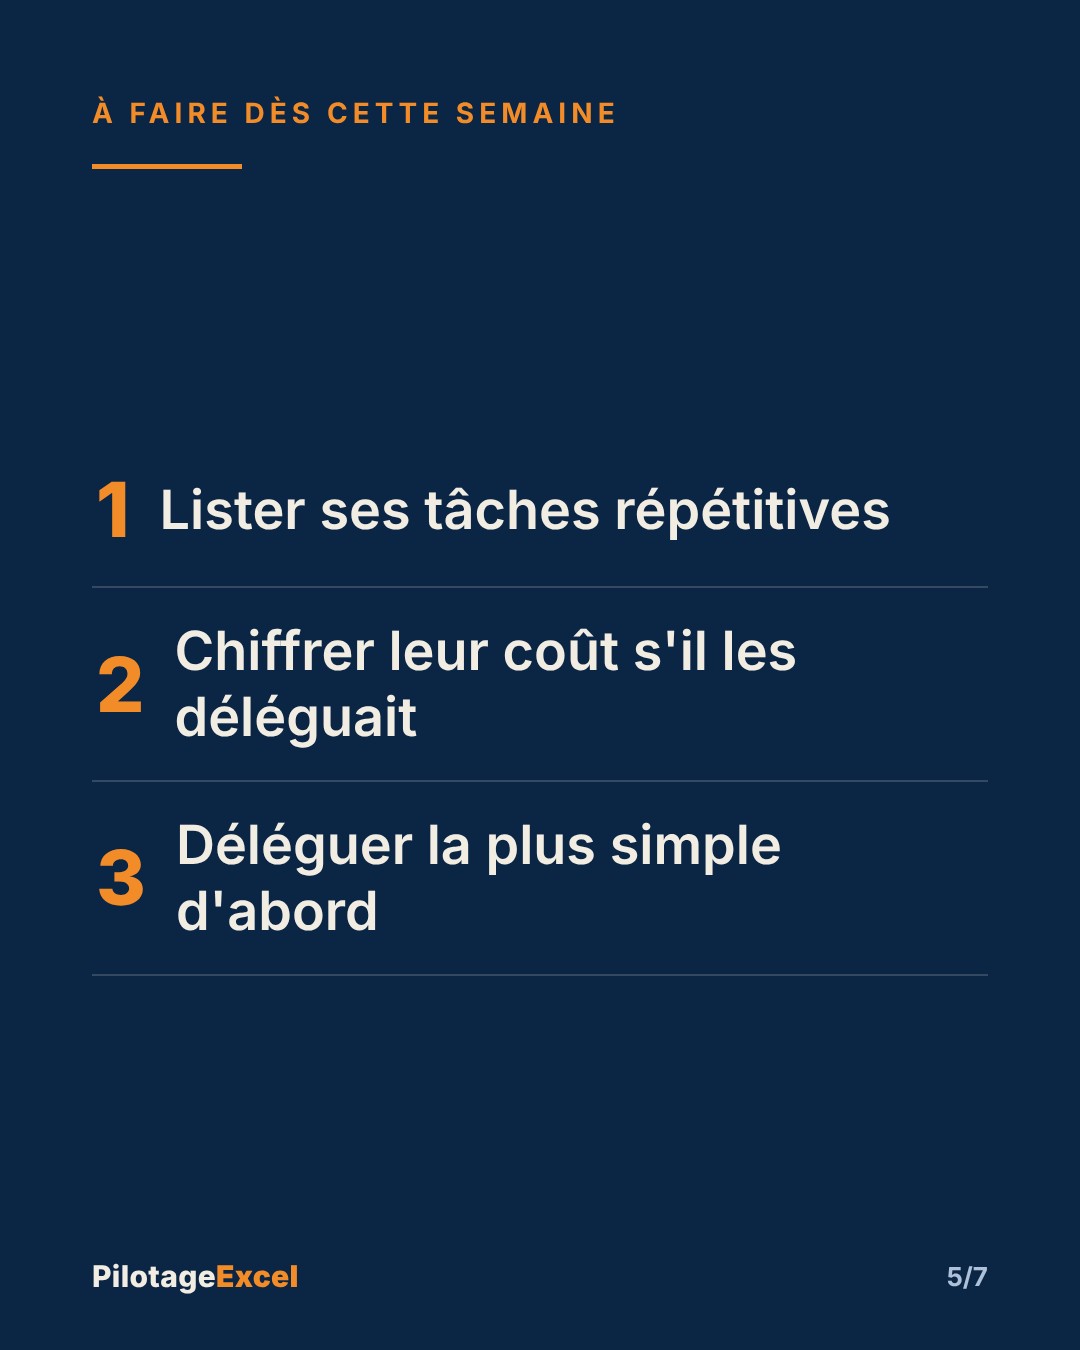 À FAIRE DÈS CETTE SEMAINE
1 Lister ses tâches répétitives
2 Chiffrer leur coût s'il les
déléguait
3 Déléguer la plus simple
d'abord
PilotageExcel
5/7